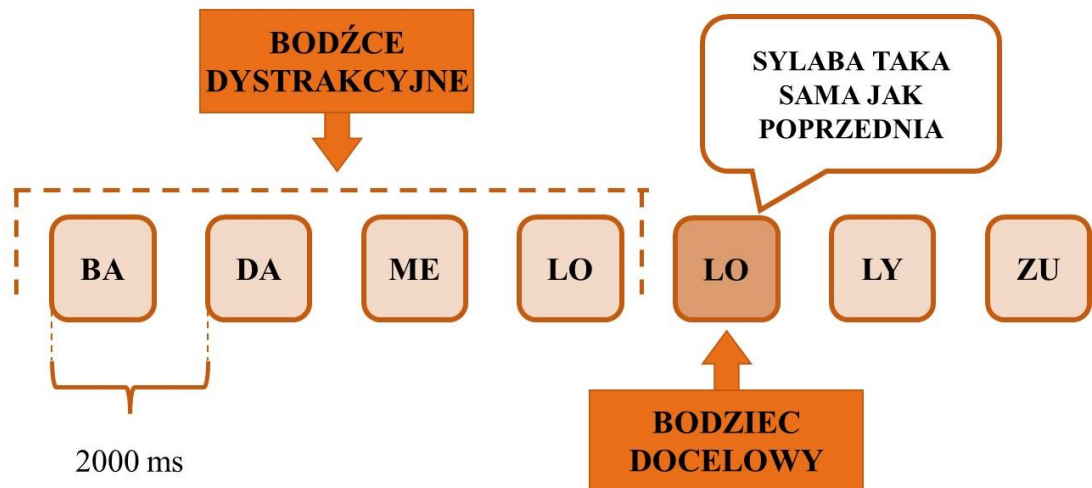 BODŹCE
DYSTRAKCYJNE
SYLABA TAKA
SAMA JAK
POPRZEDNIA
BA DA ME LO LO LY ZU
2000 ms
BODZIEC
DOCELOWY